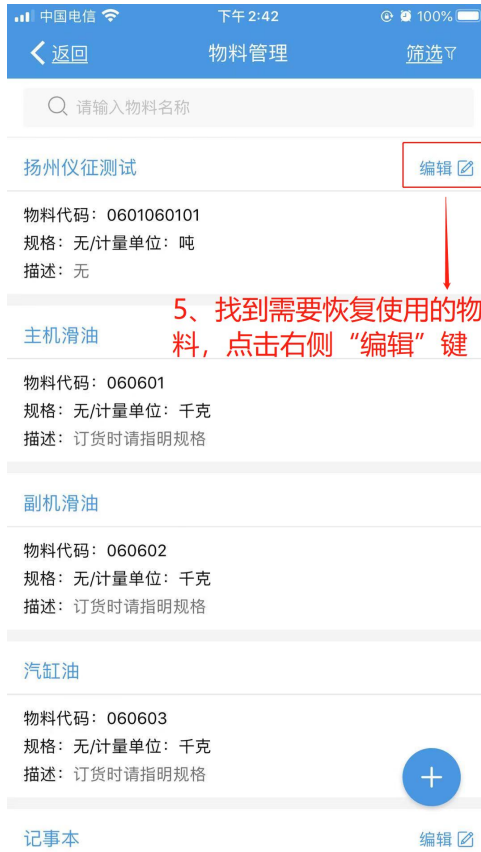 中国电信 下午2:42 100%
返回 物料管理 筛选
请输入物料名称
扬州仪征测试 编辑
物料代码：0601060101
规格：无/计量单位：吨
描述：无
5、找到需要恢复使用的物
料，点击右侧“编辑”键
主机滑油
物料代码：060601
规格：无/计量单位：千克
描述：订货时请指明规格
副机滑油
物料代码：060602
规格：无/计量单位：千克
描述：订货时请指明规格
汽缸油
物料代码：060603
规格：无/计量单位：千克
描述：订货时请指明规格
记事本 编辑